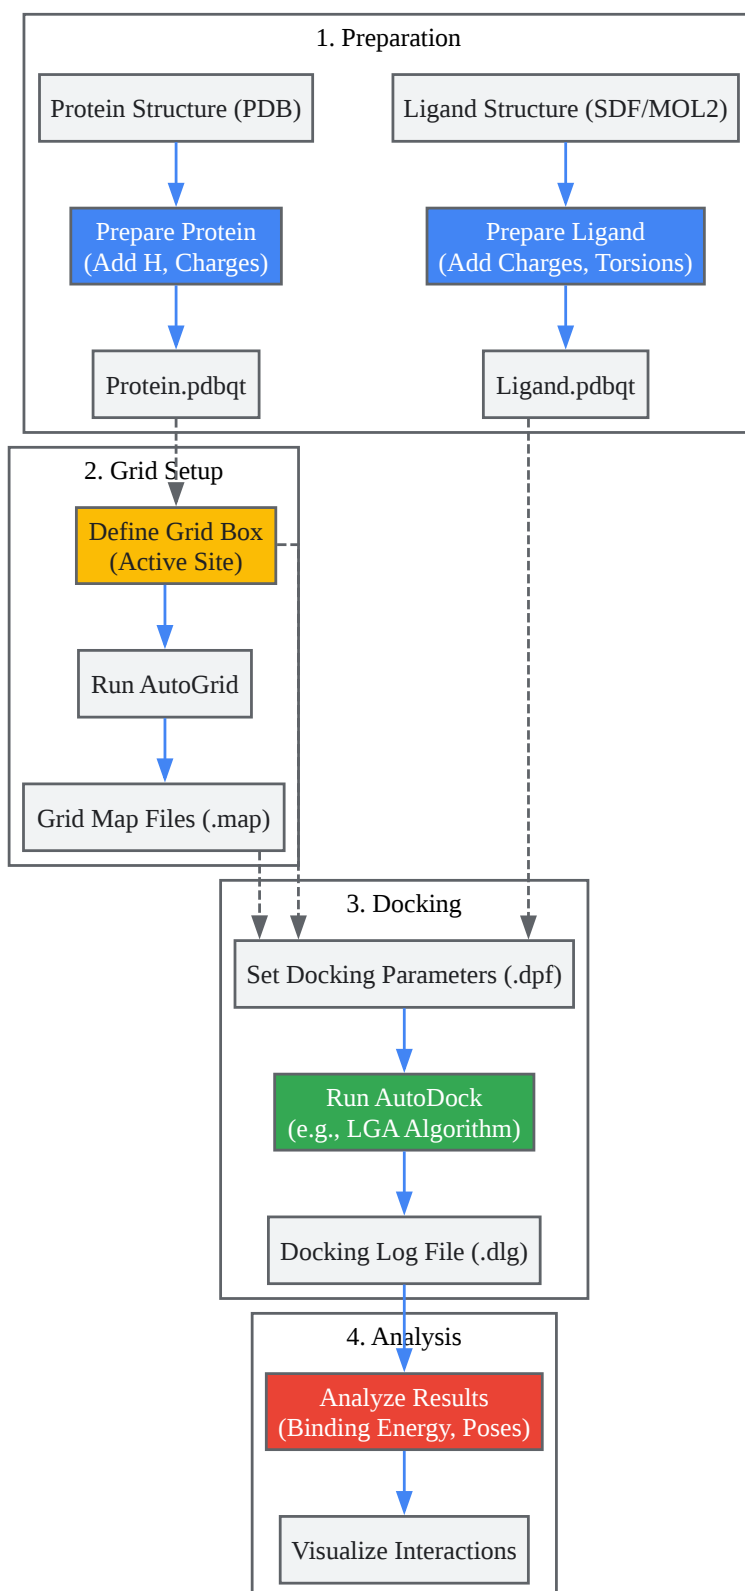 1. Preparation
Protein Structure (PDB)
Ligand Structure (SDF/MOL2)
Prepare Protein
(Add H, Charges)
Prepare Ligand
(Add Charges, Torsions)
Protein.pdbqt
Ligand.pdbqt
2. Grid Setup
Define Grid Box
(Active Site)
Run AutoGrid
Grid Map Files (.map)
3. Docking
Set Docking Parameters (.dpf)
Run AutoDock
(e.g., LGA Algorithm)
Docking Log File (.dlg)
4. Analysis
Analyze Results
(Binding Energy, Poses)
Visualize Interactions